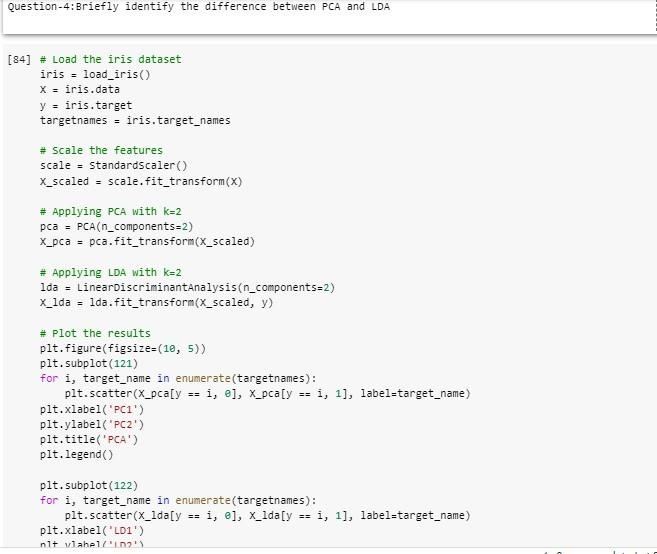 Question-4:Briefly identify the difference between PCA and LDA
[84] # Load the iris dataset
iris = load_iris()
X = iris.data
y = iris.target
targetnames = iris.target_names
# Scale the features
scale = StandardScaler()
X_scaled = scale.fit_transform(X)
# Applying PCA with k=2
pca = PCA(n_components=2)
X_pca = pca.fit_transform(X_scaled)
# Applying LDA with k=2
lda = LinearDiscriminantAnalysis(n_components=2)
X_lda = lda.fit_transform(X_scaled, y)
# Plot the results
plt.figure(figsize=(10, 5))
plt.subplot(121)
for i, target_name in enumerate(targetnames):
    plt.scatter(X_pca[y == i, 0], X_pca[y == i, 1], label=target_name)
plt.xlabel('PC1')
plt.ylabel('PC2')
plt.title('PCA')
plt.legend()
plt.subplot(122)
for i, target_name in enumerate(targetnames):
    plt.scatter(X_lda[y == i, 0], X_lda[y == i, 1], label=target_name)
plt.xlabel('LD1')
plt.ylabel('LD2')